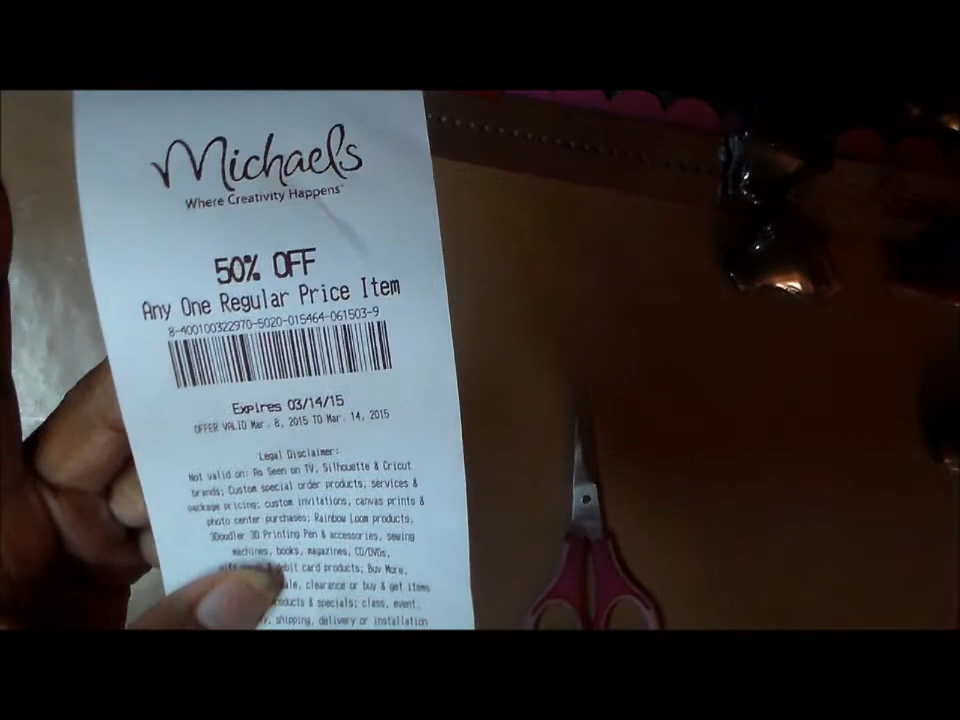 Michaels
Where Creativity Happens
50% OFF
Any One Regular Price Item
8-400100322970-5020-015464-061503-9
Expires 03/14/15
OFFER VALID Mar. 8, 2015 TO Mar. 14, 2015
Legal Disclaimer:
Not valid on: As Seen on TV, Silhouette & Cricut
brands; Custom special order products, services &
package pricing; custom invitations, canvas prints &
photo center purchases; Rainbow Loom products,
3Doodler 3D Printing Pen & accessories, sewing
machines, books, magazines, CD/DVDs,
debit card products; Buy More,
clearance or buy & get items
products & specials; class, event,
shipping, delivery or installation